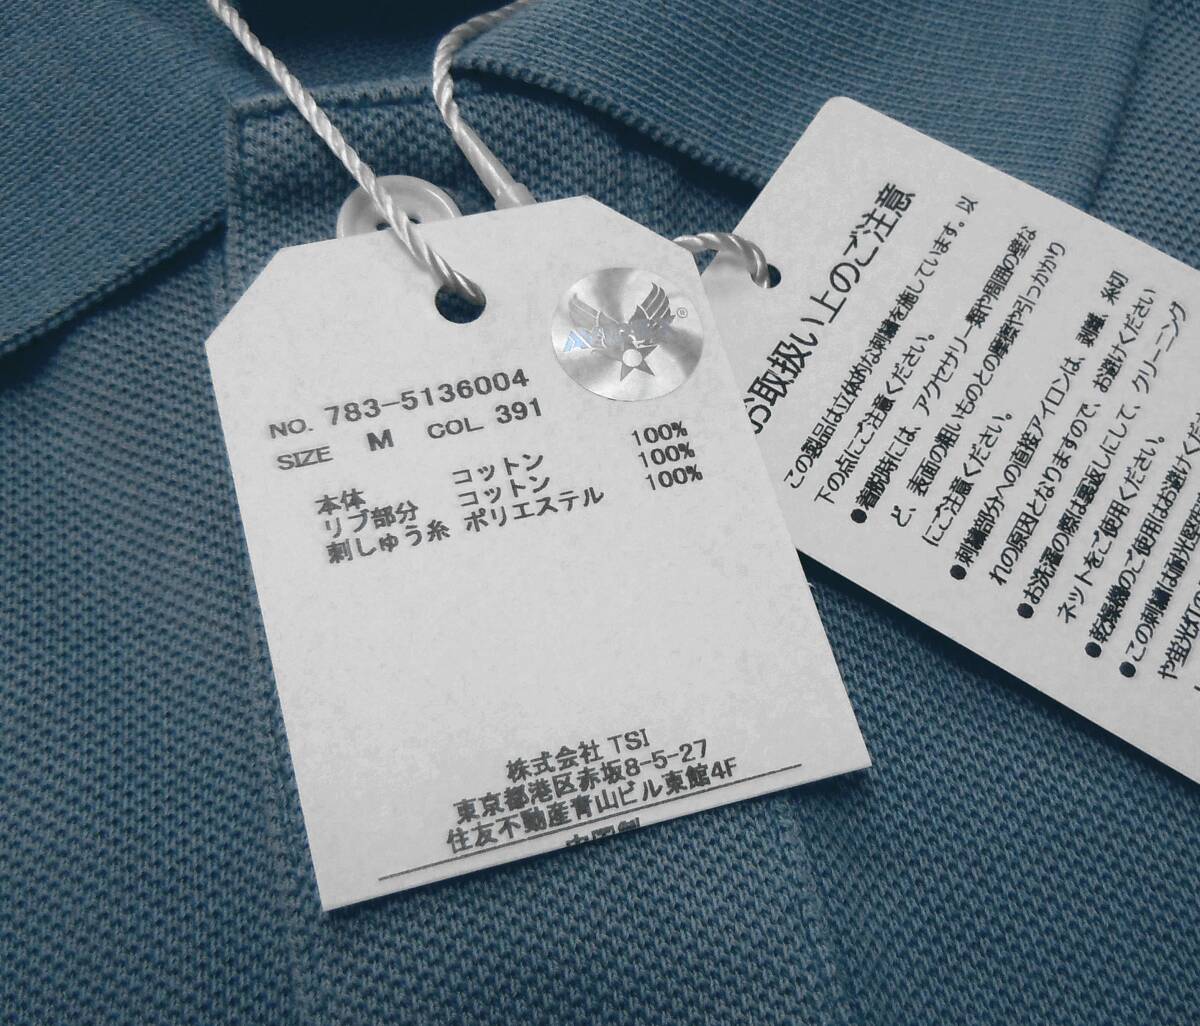 NO. 783-5136004
SIZE M COL 391
本体 コットン 100%
リブ部分 コットン 100%
刺しゅう糸 ポリエステル 100%
株式会社 TSI
東京都港区赤坂8-5-27
住友不動産青山ビル東館4F
®
お取扱い上のご注意
この製品は立体的な刺繍を施しています。以
下の点にご注意ください。
●着脱時には、アクセサリー類や周囲の壁な
ど、表面の粗いものとの摩擦や引っかかり
にご注意ください。
●刺繍部分への直接アイロンは、剥離、糸切
れの原因となりますので、お避けください
●お洗濯の際は裏返しにして、クリーニング
ネットをご使用ください。
●乾燥機のご使用はお避けくだ
●この刺繍は耐光
や蛍光灯の